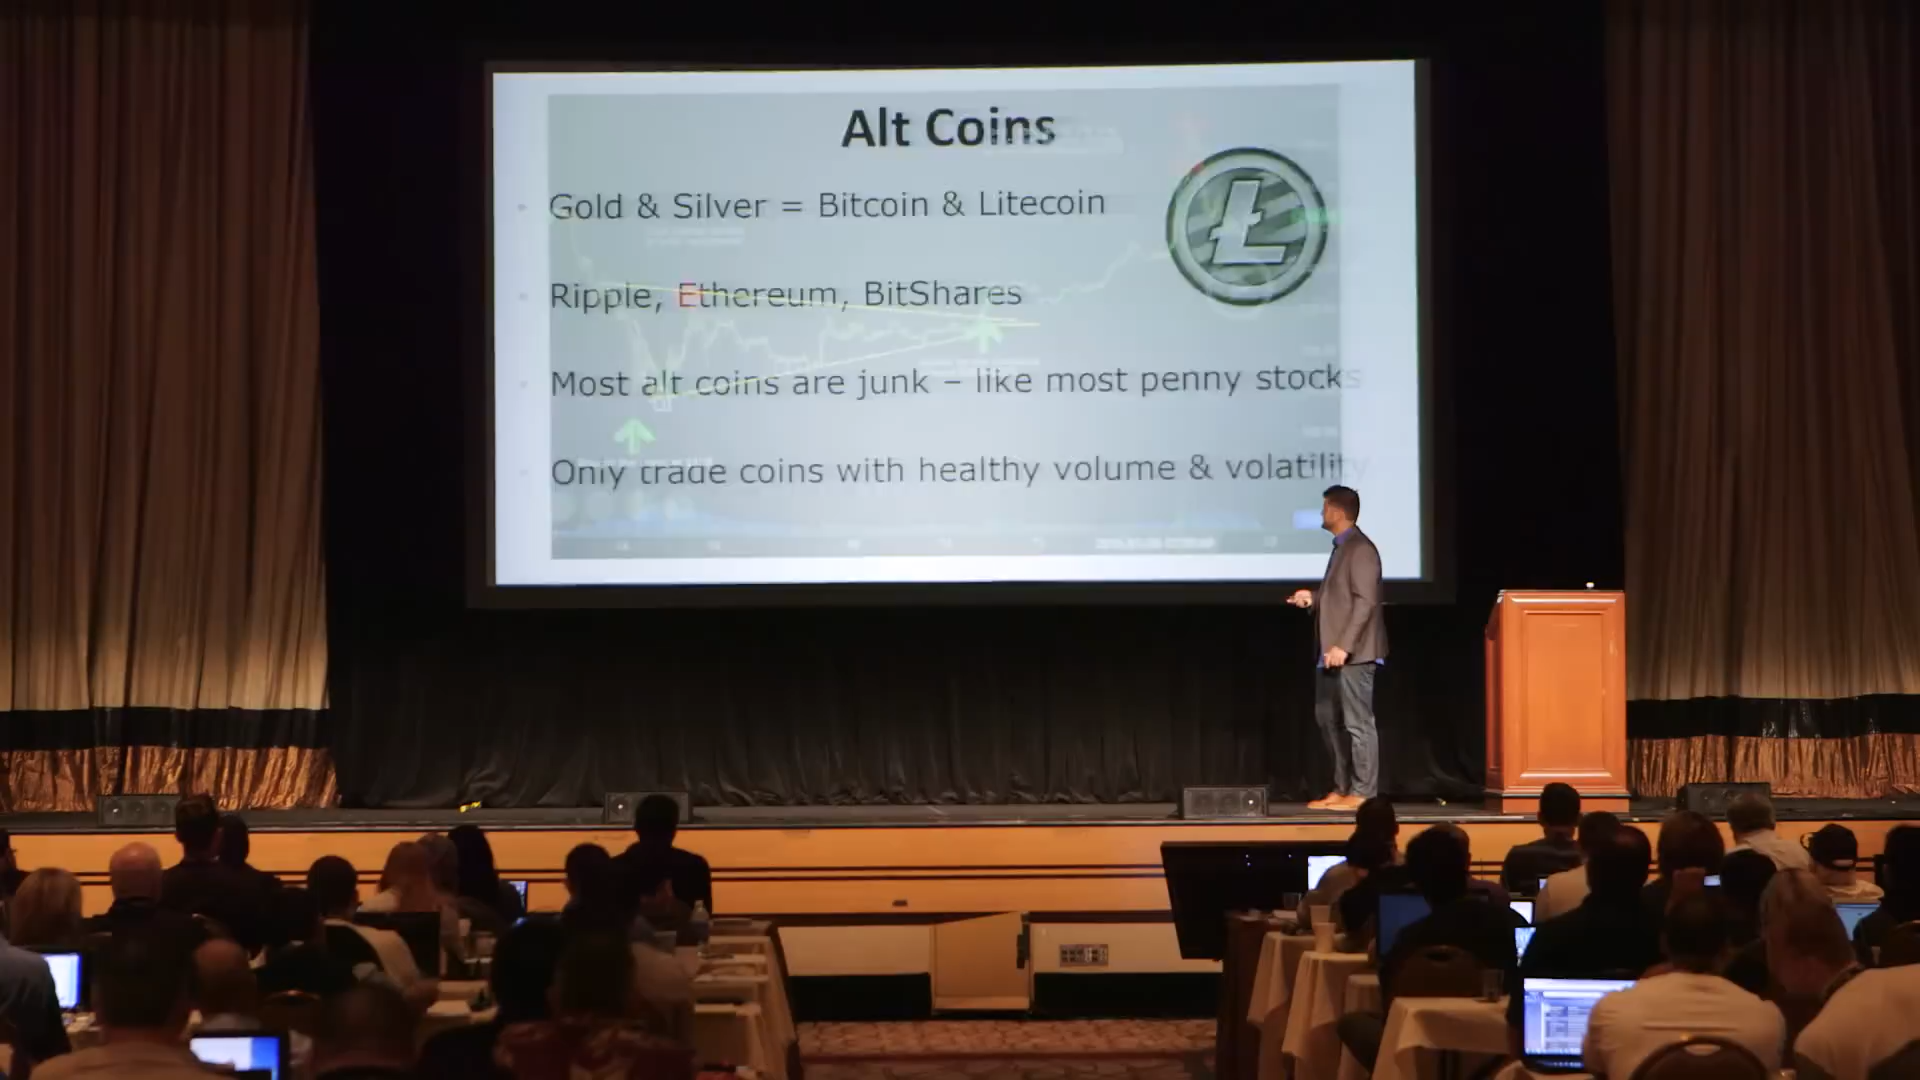 Alt Coins
Gold & Silver = Bitcoin & Litecoin
Ripple, Ethereum, BitShares
Most alt coins are junk – like most penny stocks
Only trade coins with healthy volume & volatility